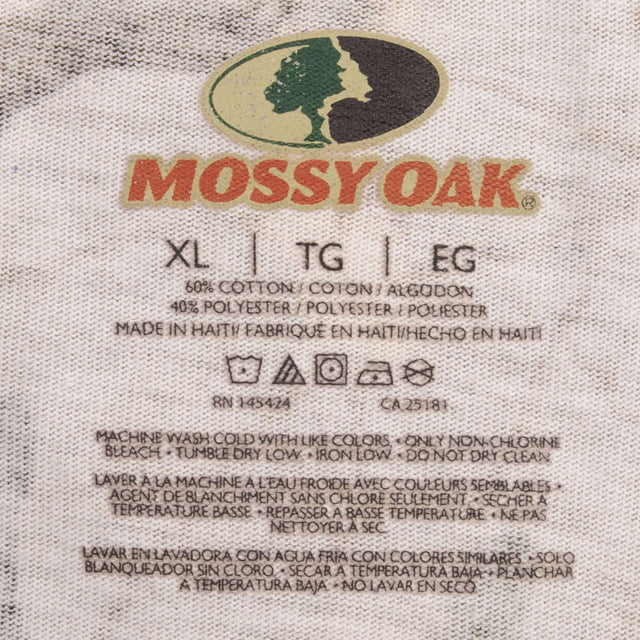 MOSSY OAK®
XL | TG | EG
60% COTTON / COTON / ALGODON
40% POLYESTER / POLYESTER / POLIESTER
MADE IN HAITI/ FABRIQUÉ EN HAITI/HECHO EN HAITI
RN 145424 CA 25181
MACHINE WASH COLD WITH LIKE COLORS. • ONLY NON-CHLORINE
BLEACH • TUMBLE DRY LOW. • IRON LOW. • DO NOT DRY CLEAN.
LAVER À LA MACHINE À L'EAU FROIDE AVEC COULEURS SEMBLABLES •
AGENT DE BLANCHIMENT SANS CHLORE SEULEMENT. • SÉCHER À
TEMPÉRATURE BASSE • REPASSER A BASSE TEMPERATURE. • NE PAS
NETTOYER À SEC
LAVAR EN LAVADORA CON AGUA FRIA CON COLORES SIMILARES. • SOLO
BLANQUEADOR SIN CLORO. • SECAR A TEMPERATURA BAJA • PLANCHAR
A TEMPERATURA BAJA • NO LAVAR EN SECO